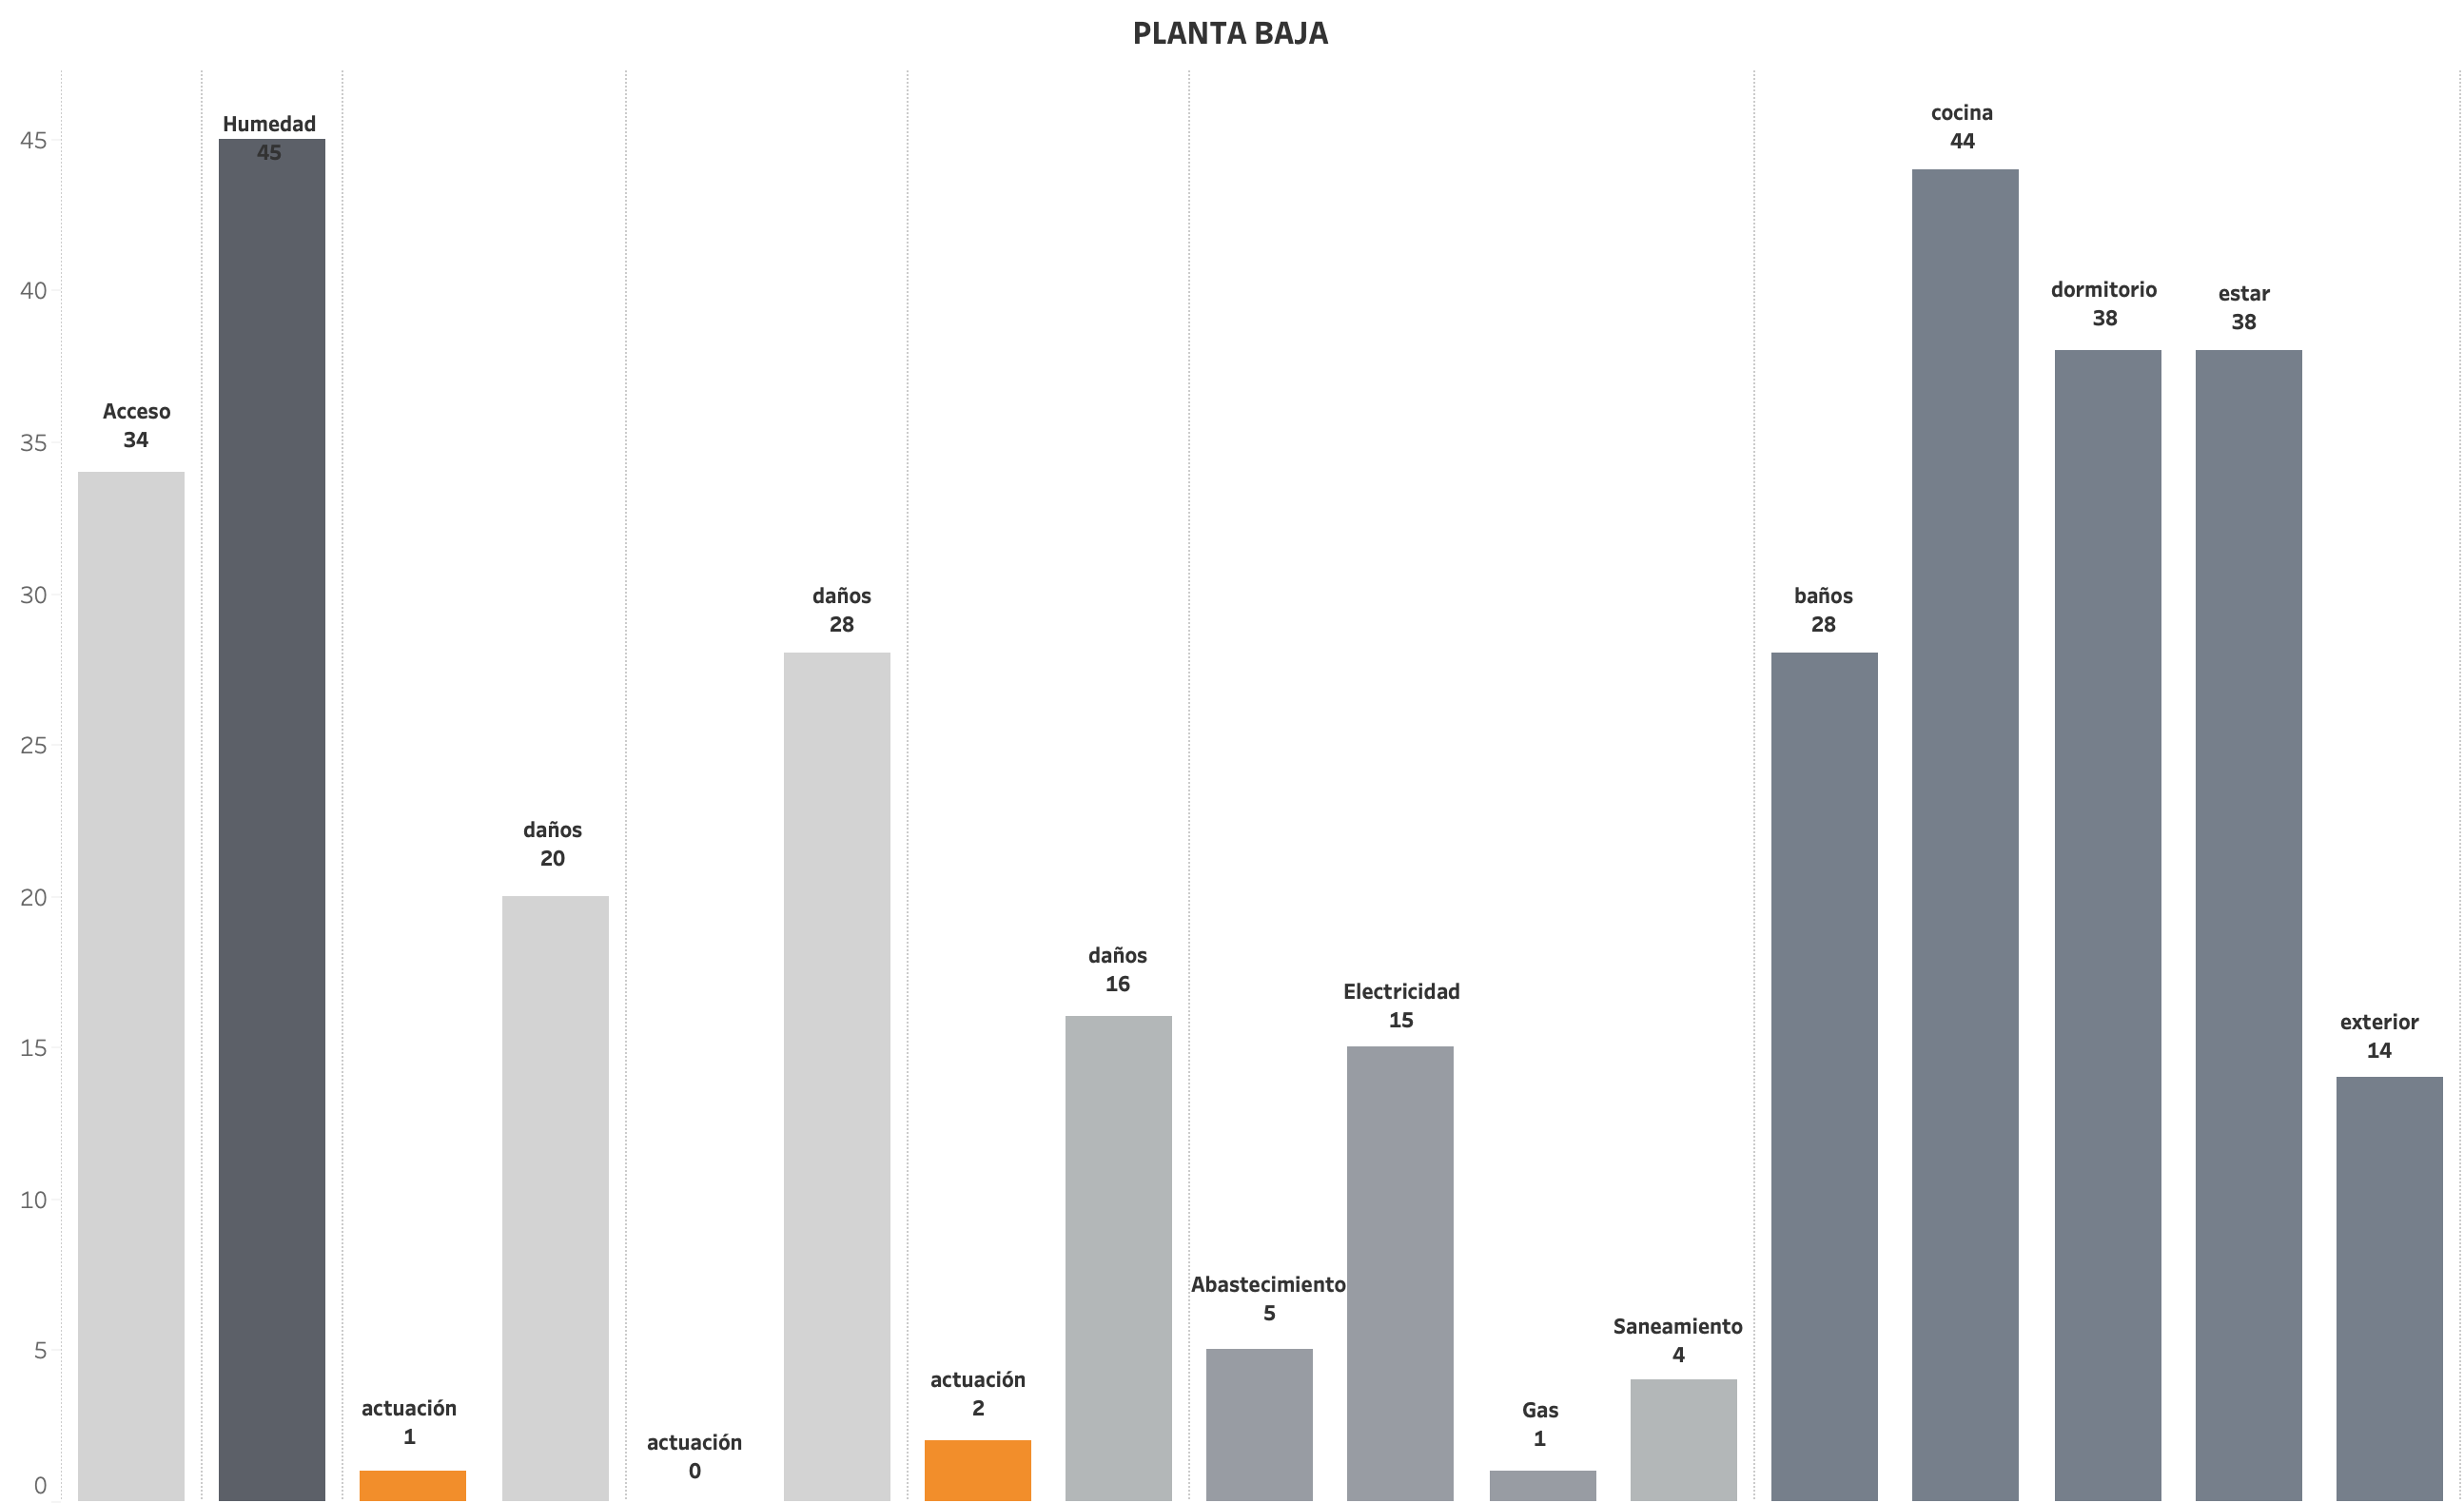 PLANTA BAJA
45
40
35
30
25
20
15
10
5
0
Acceso
34
Humedad
45
actuación
1
daños
20
actuación
0
daños
28
actuación
2
daños
16
Abastecimiento
5
Electricidad
15
Gas
1
Saneamiento
4
baños
28
cocina
44
dormitorio
38
estar
38
exterior
14